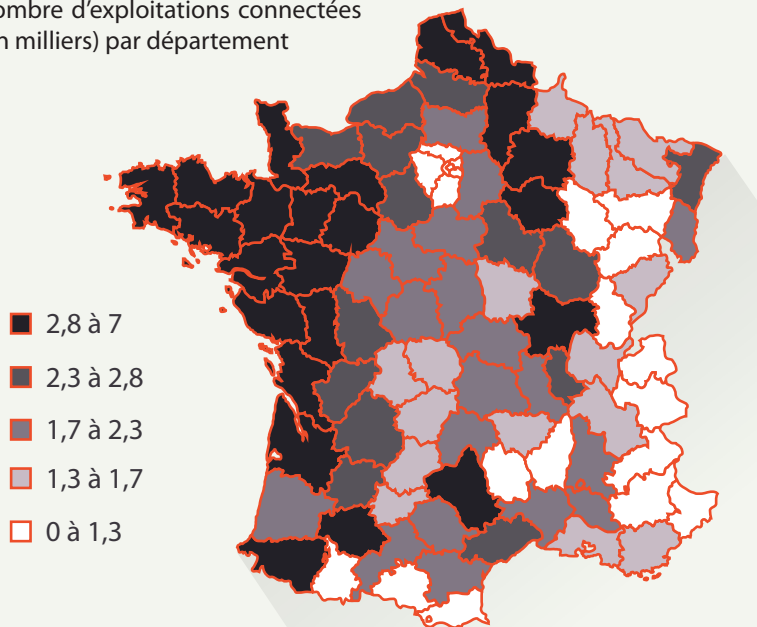 ombre d'exploitations connectées
n milliers) par département
2,8 à 7
2,3 à 2,8
1,7 à 2,3
1,3 à 1,7
0 à 1,3